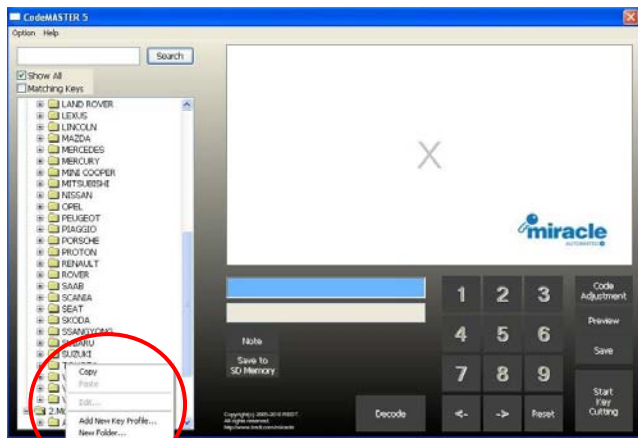 CodeMASTER 5
Option Help
Search
Show All
Matching Keys
LAND ROVER
LEXUS
LINCOLN
MAZDA
MERCEDES
MERCURY
MINI COOPER
MITSUBISHI
NISSAN
OPEL
PEUGEOT
PIAGGIO
PORSCHE
PROTON
RENAULT
ROVER
SAAB
SCANIA
SEAT
SKODA
SSANGYONG
SUBARU
SUZUKI
Copy
Paste
Edit...
Add New Key Profile...
New Folder...
X
miracle
Note
Save to
SD Memory
Decode
1 2 3
4 5 6
7 8 9
<- -> Reset
Code
Adjustment
Preview
Save
Start
Key
Cutting
All rights reserved.